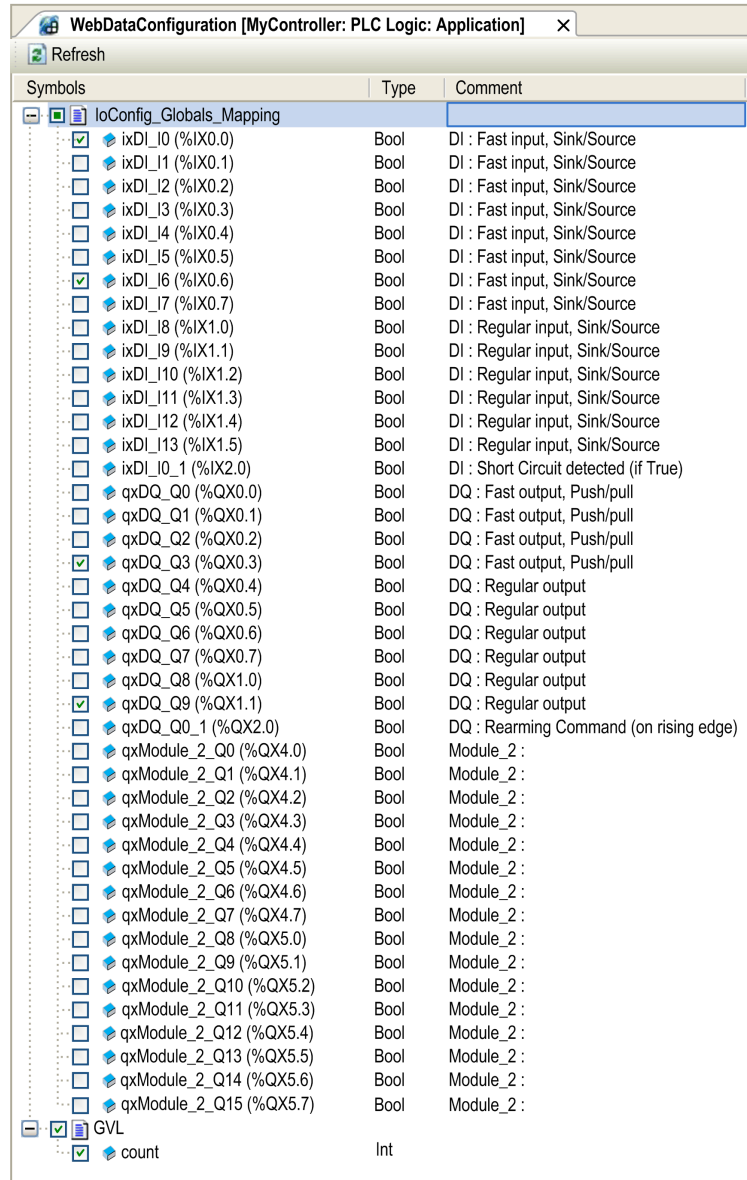 WebDataConfiguration [MyController: PLC Logic: Application]
Refresh
Symbols Type Comment
IoConfig_Globals_Mapping
ixDI_I0 (%IX0.0) Bool DI : Fast input, Sink/Source
ixDI_I1 (%IX0.1) Bool DI : Fast input, Sink/Source
ixDI_I2 (%IX0.2) Bool DI : Fast input, Sink/Source
ixDI_I3 (%IX0.3) Bool DI : Fast input, Sink/Source
ixDI_I4 (%IX0.4) Bool DI : Fast input, Sink/Source
ixDI_I5 (%IX0.5) Bool DI : Fast input, Sink/Source
ixDI_I6 (%IX0.6) Bool DI : Fast input, Sink/Source
ixDI_I7 (%IX0.7) Bool DI : Fast input, Sink/Source
ixDI_I8 (%IX1.0) Bool DI : Regular input, Sink/Source
ixDI_I9 (%IX1.1) Bool DI : Regular input, Sink/Source
ixDI_I10 (%IX1.2) Bool DI : Regular input, Sink/Source
ixDI_I11 (%IX1.3) Bool DI : Regular input, Sink/Source
ixDI_I12 (%IX1.4) Bool DI : Regular input, Sink/Source
ixDI_I13 (%IX1.5) Bool DI : Regular input, Sink/Source
ixDI_I0_1 (%IX2.0) Bool DI : Short Circuit detected (if True)
qxDQ_Q0 (%QX0.0) Bool DQ : Fast output, Push/pull
qxDQ_Q1 (%QX0.1) Bool DQ : Fast output, Push/pull
qxDQ_Q2 (%QX0.2) Bool DQ : Fast output, Push/pull
qxDQ_Q3 (%QX0.3) Bool DQ : Fast output, Push/pull
qxDQ_Q4 (%QX0.4) Bool DQ : Regular output
qxDQ_Q5 (%QX0.5) Bool DQ : Regular output
qxDQ_Q6 (%QX0.6) Bool DQ : Regular output
qxDQ_Q7 (%QX0.7) Bool DQ : Regular output
qxDQ_Q8 (%QX1.0) Bool DQ : Regular output
qxDQ_Q9 (%QX1.1) Bool DQ : Regular output
qxDQ_Q0_1 (%QX2.0) Bool DQ : Rearming Command (on rising edge)
qxModule_2_Q0 (%QX4.0) Bool Module_2 :
qxModule_2_Q1 (%QX4.1) Bool Module_2 :
qxModule_2_Q2 (%QX4.2) Bool Module_2 :
qxModule_2_Q3 (%QX4.3) Bool Module_2 :
qxModule_2_Q4 (%QX4.4) Bool Module_2 :
qxModule_2_Q5 (%QX4.5) Bool Module_2 :
qxModule_2_Q6 (%QX4.6) Bool Module_2 :
qxModule_2_Q7 (%QX4.7) Bool Module_2 :
qxModule_2_Q8 (%QX5.0) Bool Module_2 :
qxModule_2_Q9 (%QX5.1) Bool Module_2 :
qxModule_2_Q10 (%QX5.2) Bool Module_2 :
qxModule_2_Q11 (%QX5.3) Bool Module_2 :
qxModule_2_Q12 (%QX5.4) Bool Module_2 :
qxModule_2_Q13 (%QX5.5) Bool Module_2 :
qxModule_2_Q14 (%QX5.6) Bool Module_2 :
qxModule_2_Q15 (%QX5.7) Bool Module_2 :
GVL
count Int